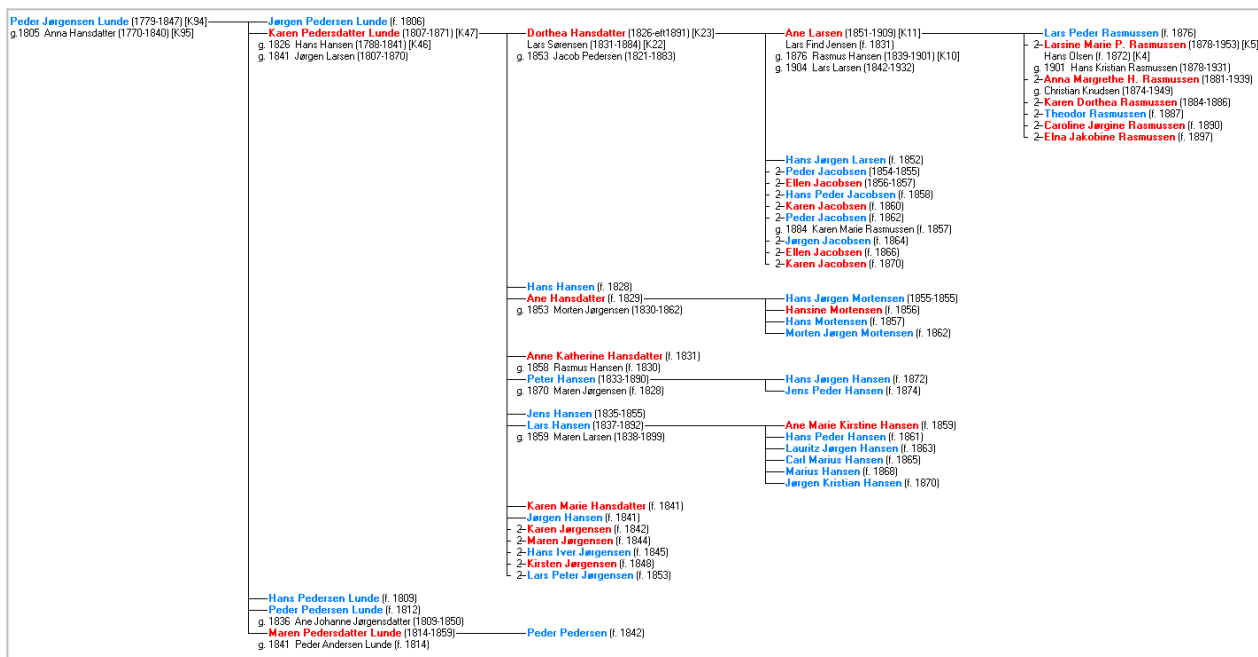 Peder Jørgensen Lunde (1779-1847) [K94]
g.1805 Anna Hansdatter (1770-1840) [K95]
Jørgen Pedersen Lunde (f. 1806)
Karen Pedersdatter Lunde (1807-1871) [K47]
g. 1826 Hans Hansen (1788-1841) [K46]
g. 1841 Jørgen Larsen (1807-1870)
Dorthea Hansdatter (1826-eft1891) [K23]
Lars Sørensen (1831-1884) [K22]
g. 1853 Jacob Pedersen (1821-1883)
Ane Larsen (1851-1909) [K11]
Lars Find Jensen (f. 1831)
g. 1876 Rasmus Hansen (1839-1901) [K10]
g. 1904 Lars Larsen (1842-1932)
Lars Peder Rasmussen (f. 1876)
2 Larsine Marie P. Rasmussen (1878-1953) [K5]
Hans Olsen (f. 1872) [K4]
g. 1901 Hans Kristian Rasmussen (1878-1931)
2 Anna Margrethe H. Rasmussen (1881-1939)
g. Christian Knudsen (1874-1949)
2 Karen Dorthea Rasmussen (1884-1886)
2 Theodor Rasmussen (f. 1887)
2 Caroline Jørgine Rasmussen (f. 1890)
2 Elna Jakobine Rasmussen (f. 1897)
Hans Jørgen Larsen (f. 1852)
2 Peder Jacobsen (1854-1855)
2 Ellen Jacobsen (1856-1857)
2 Hans Peder Jacobsen (f. 1858)
2 Karen Jacobsen (f. 1860)
2 Peder Jacobsen (f. 1862)
g. 1884 Karen Marie Rasmussen (f. 1857)
2 Jørgen Jacobsen (f. 1864)
2 Ellen Jacobsen (f. 1866)
2 Karen Jacobsen (f. 1870)
Hans Hansen (f. 1828)
Ane Hansdatter (f. 1829)
g. 1853 Morten Jørgensen (1830-1862)
Hans Jørgen Mortensen (1855-1855)
Hansine Mortensen (f. 1856)
Hans Mortensen (f. 1857)
Morten Jørgen Mortensen (f. 1862)
Anne Katherine Hansdatter (f. 1831)
g. 1858 Rasmus Hansen (f. 1830)
Peter Hansen (1833-1890)
g. 1870 Maren Jørgensen (f. 1828)
Hans Jørgen Hansen (f. 1872)
Jens Peder Hansen (f. 1874)
Jens Hansen (1835-1855)
Lars Hansen (1837-1892)
g. 1859 Maren Larsen (1838-1899)
Ane Marie Kirstine Hansen (f. 1859)
Hans Peder Hansen (f. 1861)
Lauritz Jørgen Hansen (f. 1863)
Carl Marius Hansen (f. 1865)
Marius Hansen (f. 1868)
Jørgen Kristian Hansen (f. 1870)
Karen Marie Hansdatter (f. 1841)
Jørgen Hansen (f. 1841)
2 Karen Jørgensen (f. 1842)
2 Maren Jørgensen (f. 1844)
2 Hans Iver Jørgensen (f. 1845)
2 Kirsten Jørgensen (f. 1848)
2 Lars Peter Jørgensen (f. 1853)
Hans Pedersen Lunde (f. 1809)
Peder Pedersen Lunde (f. 1812)
g. 1836 Ane Johanne Jørgensdatter (1809-1850)
Maren Pedersdatter Lunde (1814-1859)
g. 1841 Peder Andersen Lunde (f. 1814)
Peder Pedersen (f. 1842)